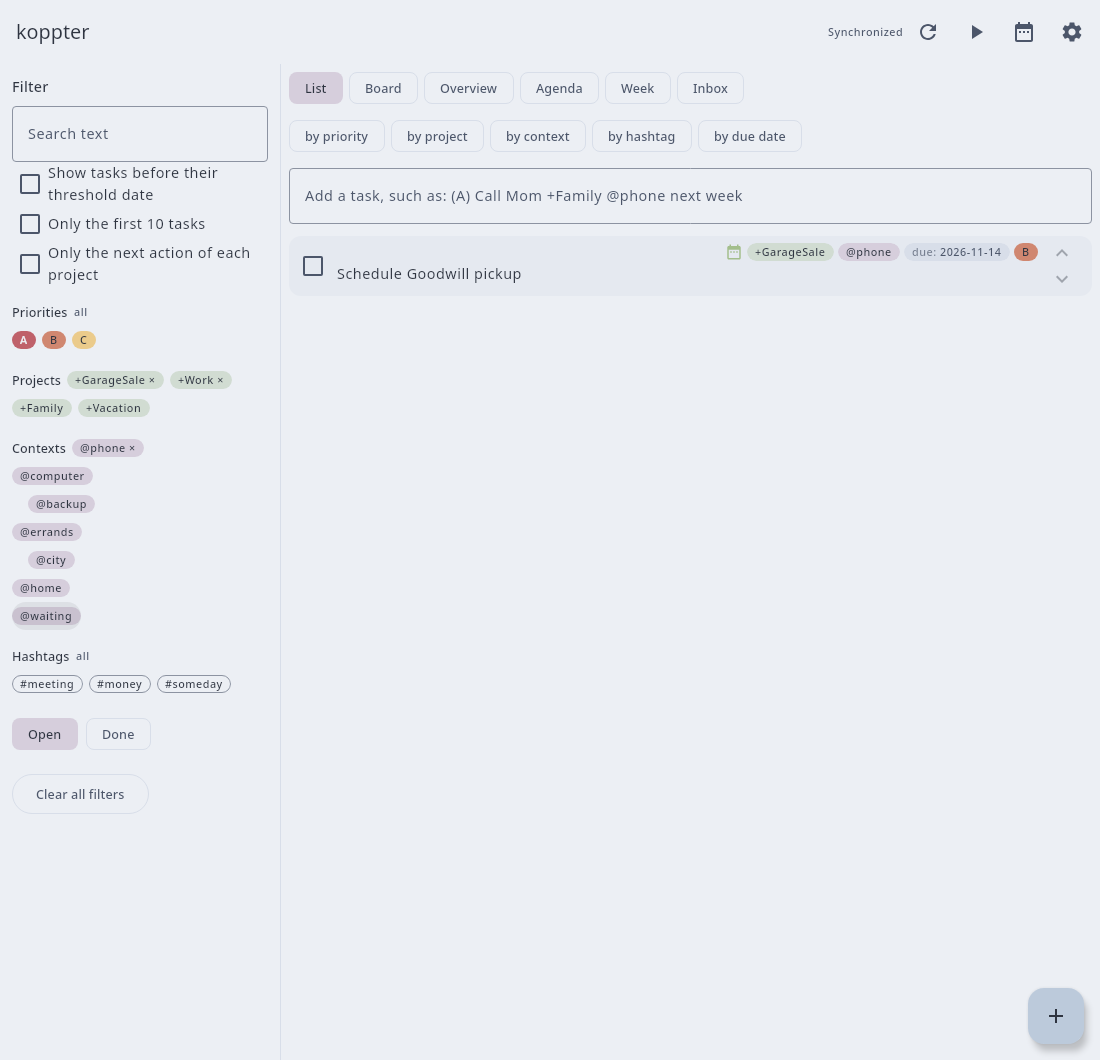 koppter
Synchronized
Filter
Search text
Show tasks before their
threshold date
Only the first 10 tasks
Only the next action of each
project
Priorities all
A B C
Projects +GarageSale × +Work ×
+Family +Vacation
Contexts @phone ×
@computer
@backup
@errands
@city
@home
@waiting
Hashtags all
#meeting #money #someday
Open Done
Clear all filters
List Board Overview Agenda Week Inbox
by priority by project by context by hashtag by due date
Add a task, such as: (A) Call Mom +Family @phone next week
+GarageSale @phone due: 2026-11-14 B
Schedule Goodwill pickup